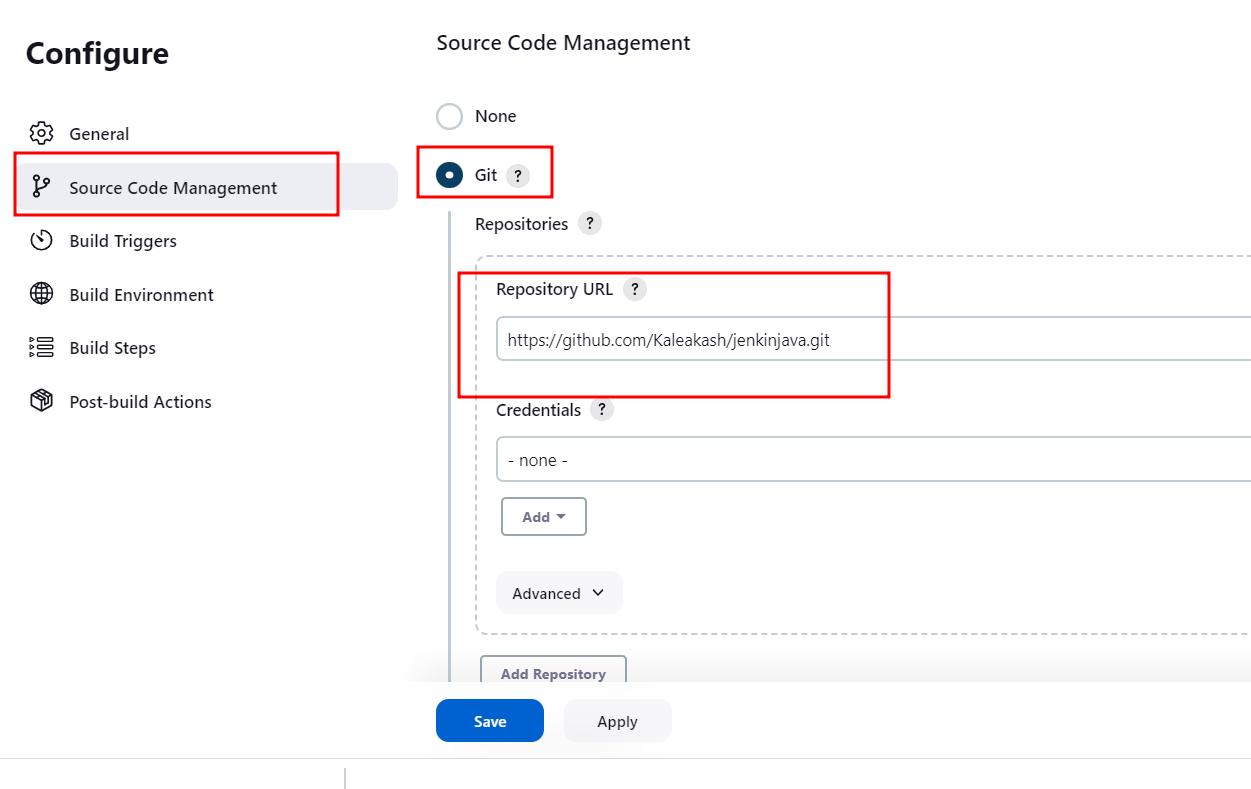 Configure
General
Source Code Management
Build Triggers
Build Environment
Build Steps
Post-build Actions
Source Code Management
None
Git ?
Repositories ?
Repository URL ?
https://github.com/Kaleakash/jenkinjava.git
Credentials ?
- none -
Add
Advanced
Add Repository
Save
Apply